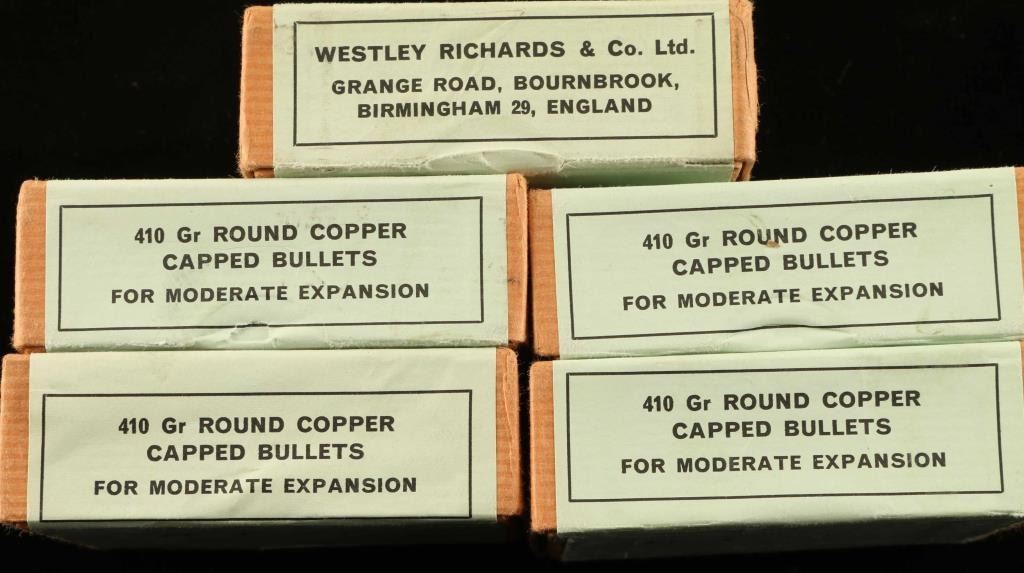 WESTLEY RICHARDS & Co. Ltd.
GRANGE ROAD, BOURNBROOK,
BIRMINGHAM 29, ENGLAND
410 Gr ROUND COPPER
CAPPED BULLETS
FOR MODERATE EXPANSION
410 Gr ROUND COPPER
CAPPED BULLETS
FOR MODERATE EXPANSION
410 Gr ROUND COPPER
CAPPED BULLETS
FOR MODERATE EXPANSION
410 Gr ROUND COPPER
CAPPED BULLETS
FOR MODERATE EXPANSION